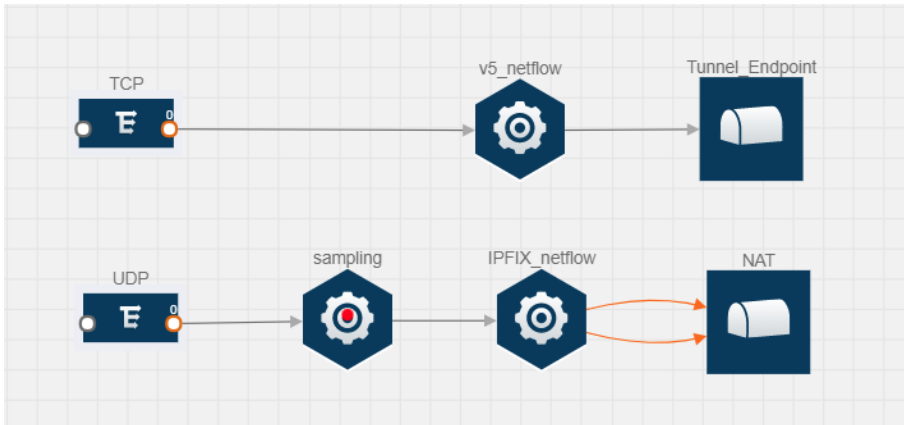 TCP
v5_netflow
Tunnel_Endpoint
0
UDP
sampling
IPFIX_netflow
NAT
0